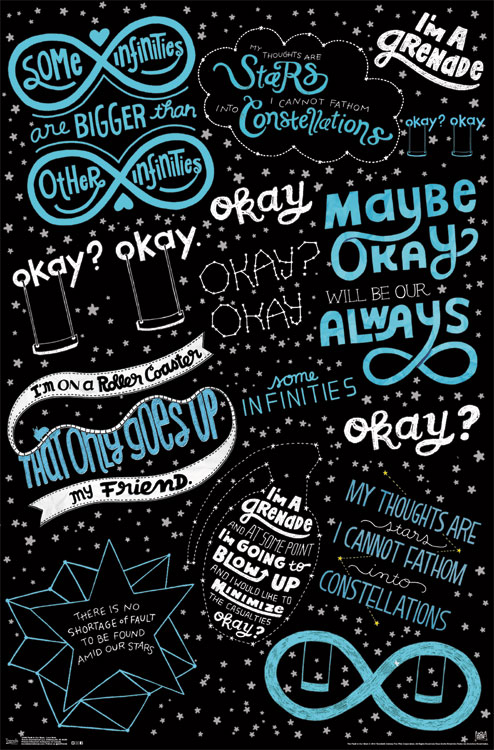 SOME infinities
are BIGGER than
OTHER infinities
MY THOUGHTS ARE
STARS
I CANNOT FATHOM
INTO Constellations
I'm A
GRENADE
okay? okay.
okay
okay? okay.
OKAY?
OKAY
MAYBE
OKAY
WILL BE OUR
ALWAYS
I'M ON A Roller Coaster
THAT ONLY GOES UP
MY FRIEND.
some
INFINITIES
okay?
I'm A
GRENADE
AND AT SOME POINT
I'm GOING to
BLOW UP
AND I WOULD LIKE TO
MINIMIZE
THE CASUALTIES
okay?
MY THOUGHTS ARE
stars
I CANNOT FATHOM
into
CONSTELLATIONS
THERE IS NO
SHORTAGE of FAULT
TO BE FOUND
AMID OUR STARS